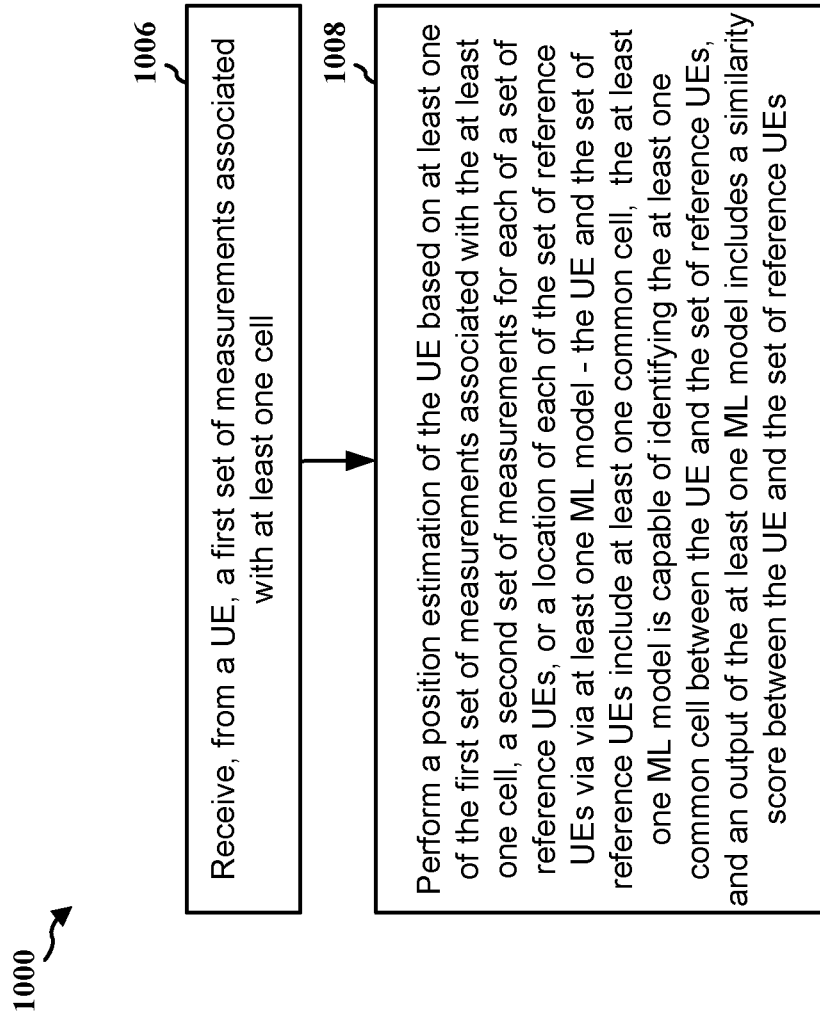 1000
1006
Receive, from a UE, a first set of measurements associated
with at least one cell
1008
Perform a position estimation of the UE based on at least one
of the first set of measurements associated with the at least
one cell, a second set of measurements for each of a set of
reference UEs, or a location of each of the set of reference
UEs via via at least one ML model - the UE and the set of
reference UEs include at least one common cell, the at least
one ML model is capable of identifying the at least one
common cell between the UE and the set of reference UEs,
and an output of the at least one ML model includes a similarity
score between the UE and the set of reference UEs